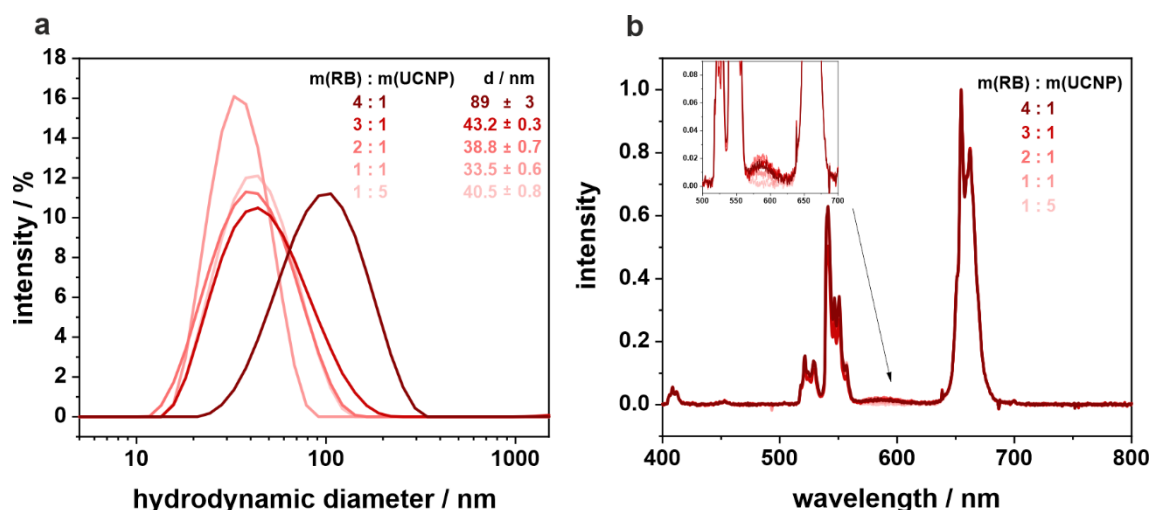 a
18
16
14
12
10
8
6
4
2
0
intensity / %
m(RB) : m(UCNP) d / nm
4 : 1 89 ± 3
3 : 1 43.2 ± 0.3
2 : 1 38.8 ± 0.7
1 : 1 33.5 ± 0.6
1 : 5 40.5 ± 0.8
10 100 1000
hydrodynamic diameter / nm
b
1.0
0.8
0.6
0.4
0.2
0.0
intensity
0.08
0.06
0.04
0.02
0.00
500 550 600 650 700
m(RB) : m(UCNP)
4 : 1
3 : 1
2 : 1
1 : 1
1 : 5
400 500 600 700 800
wavelength / nm